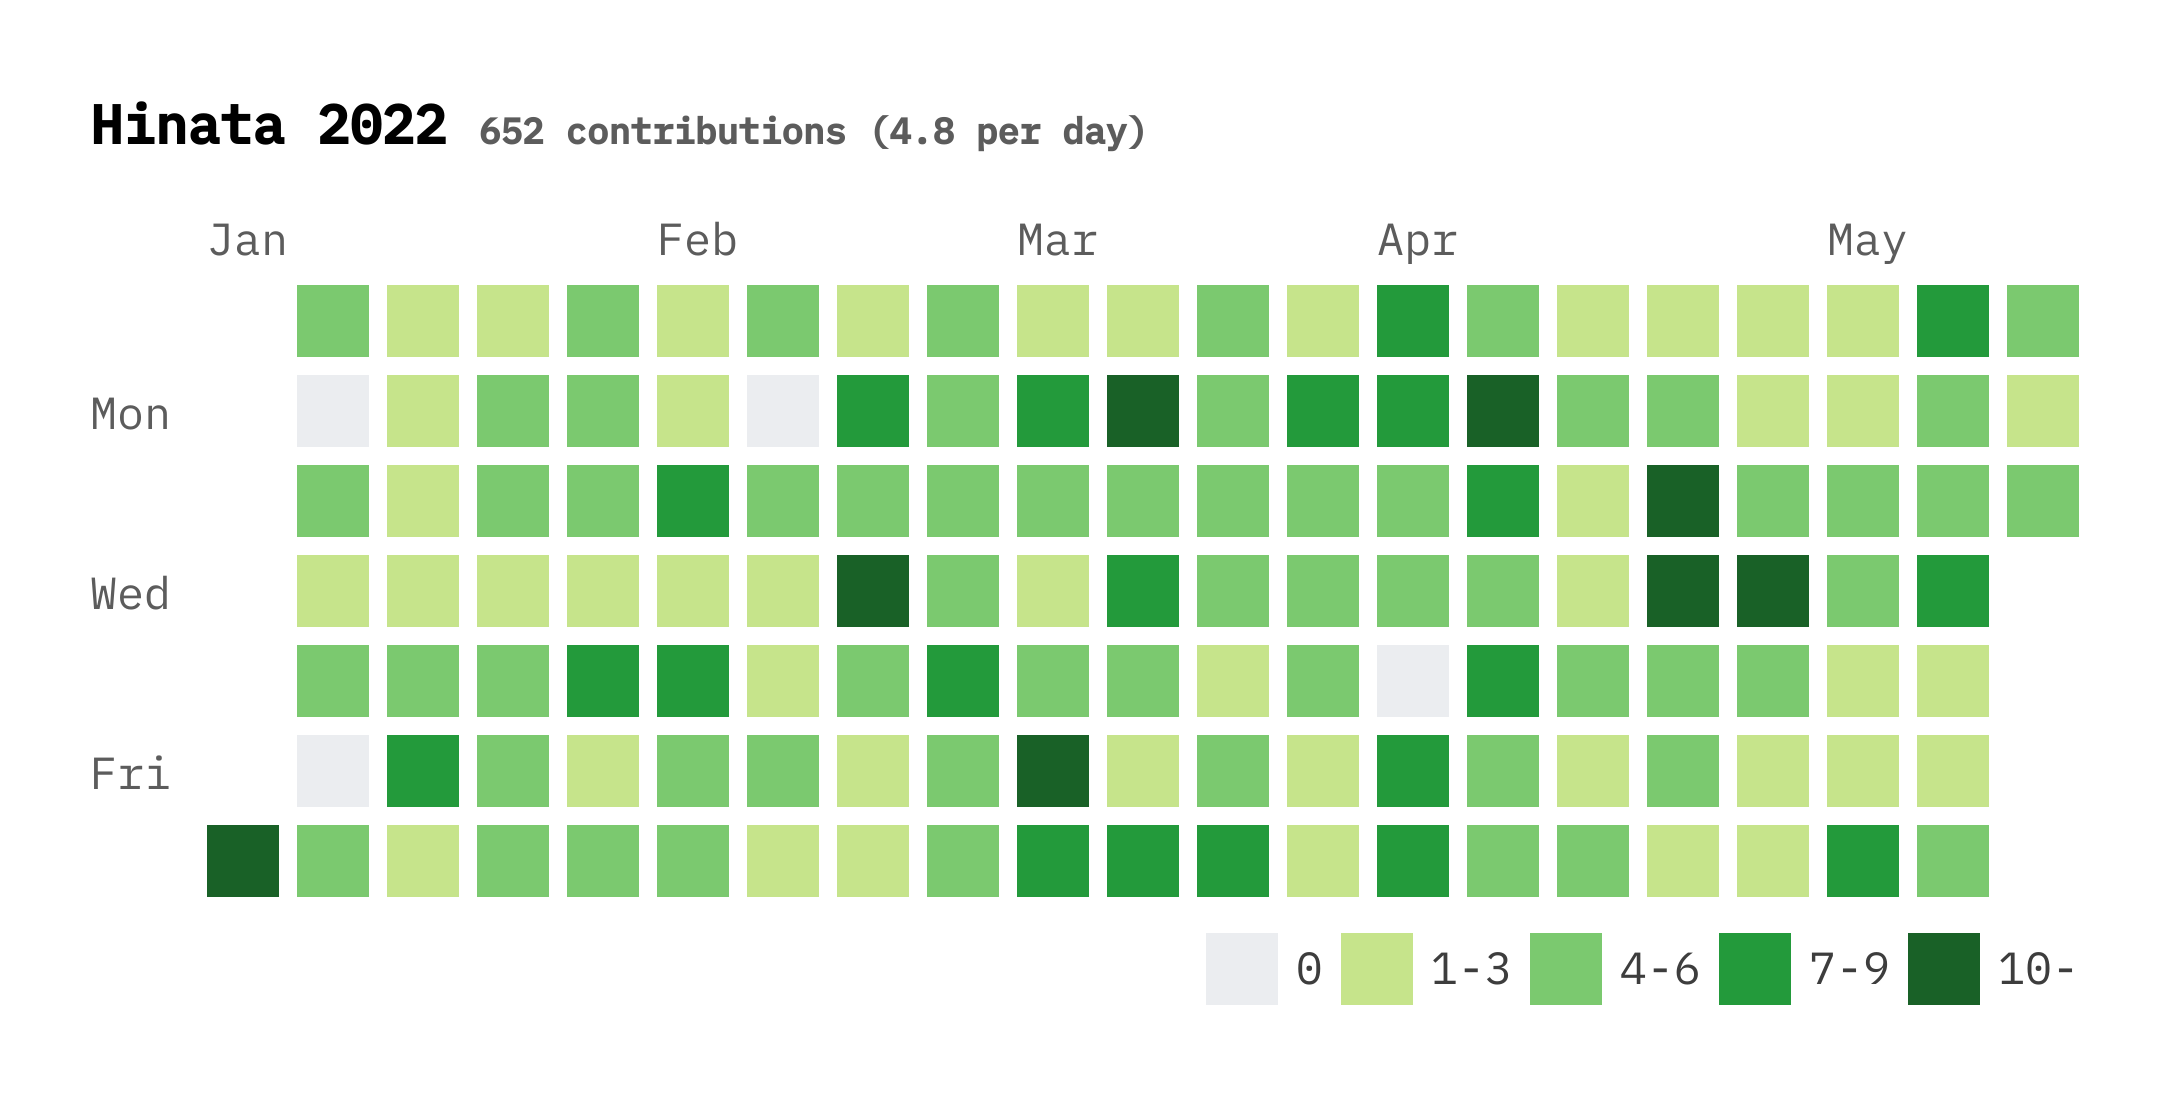 Hinata 2022 652 contributions (4.8 per day)
Jan Feb Mar Apr May
Mon
Wed
Fri
0 1-3 4-6 7-9 10-